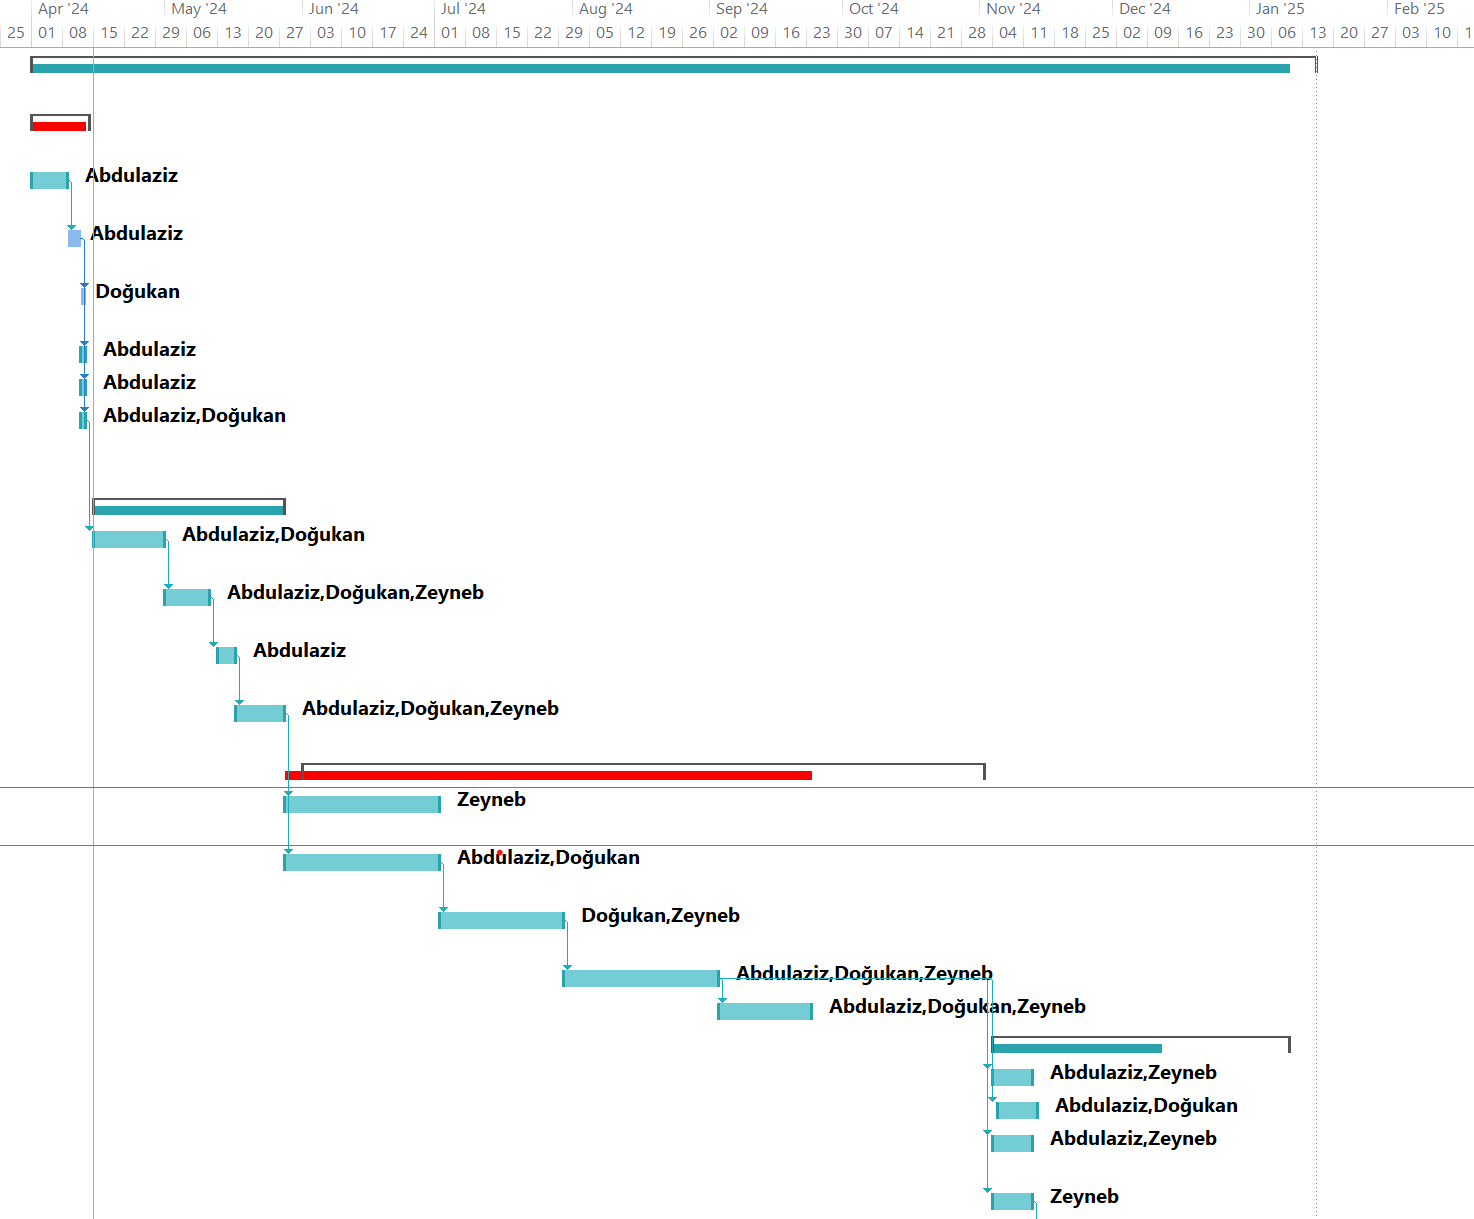 Apr '24 May '24 Jun '24 Jul '24 Aug '24 Sep '24 Oct '24 Nov '24 Dec '24 Jan '25 Feb '25
25 01 08 15 22 29 06 13 20 27 03 10 17 24 01 08 15 22 29 05 12 19 26 02 09 16 23 30 07 14 21 28 04 11 18 25 02 09 16 23 30 06 13 20 27 03 10 1
Abdulaziz
Abdulaziz
Doğukan
Abdulaziz
Abdulaziz
Abdulaziz,Doğukan
Abdulaziz,Doğukan
Abdulaziz,Doğukan,Zeyneb
Abdulaziz
Abdulaziz,Doğukan,Zeyneb
Zeyneb
Abdulaziz,Doğukan
Doğukan,Zeyneb
Abdulaziz,Doğukan,Zeyneb
Abdulaziz,Doğukan,Zeyneb
Abdulaziz,Zeyneb
Abdulaziz,Doğukan
Abdulaziz,Zeyneb
Zeyneb